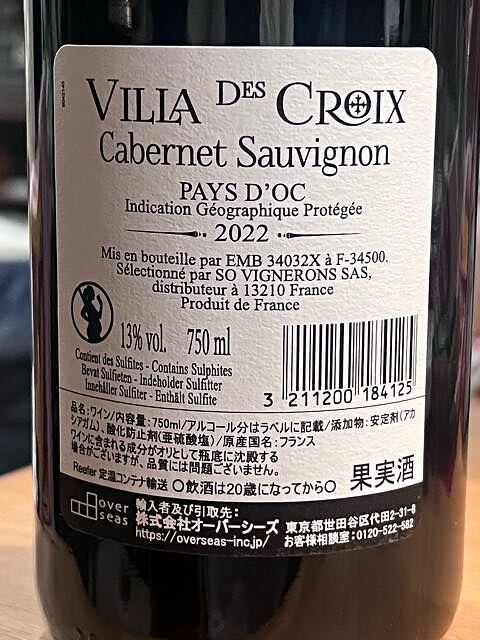 VILLA DES CROIX
Cabernet Sauvignon
PAYS D'OC
Indication Géographique Protégée
2022
Mis en bouteille par EMB 34032X à F-34500.
Sélectionné par SO VIGNERONS SAS,
distributeur à 13210 France
Produit de France
13% vol. 750 ml
Contient des Sulfites - Contains Sulphites
Bevat Sulfieten - Indeholder Sulfitter
Innehåller Sulfiter - Enthält Sulfite
3 211200 184125
品名:ワイン/内容量:750ml/アルコール分はラベルに記載/添加物:安定剤(アカ
シアガム)、酸化防止剤(亜硫酸塩)/原産国名:フランス
ワインに含まれる成分がオリとして瓶底に沈殿する
場合がございますが、品質には問題ございません。
Reefer 定温コンテナ輸送 〇飲酒は20歳になってから〇
果実酒
over
seas
輸入者及び引取先:
株式会社オーバーシーズ 東京都世田谷区代田2-31-8
https://overseas-inc.jp/ お客様相談室:0120-522-582